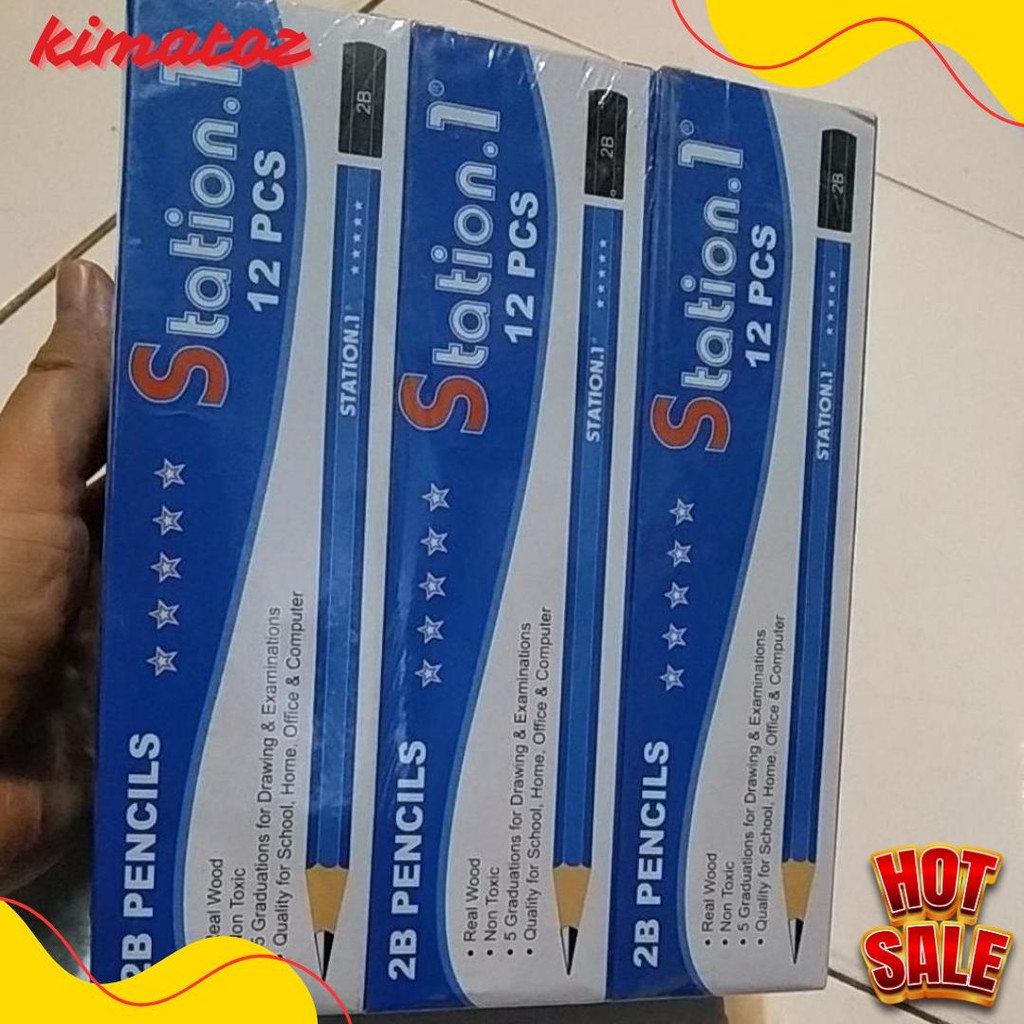 kimatoz
Station.1®
12 PCS
2B PENCILS
Real Wood
on Toxic
5 Graduations for Drawing & Examinations
Quality for School, Home, Office & Computer
STATION.1®
2B
Station.1®
12 PCS
2B PENCILS
• Real Wood
• Non Toxic
• 5 Graduations for Drawing & Examinations
• Quality for School, Home, Office & Computer
STATION.1®
2B
Station.1®
12 PCS
2B PENCILS
• Real Wood
• Non Toxic
• 5 Graduations for Drawing & Examinations
• Quality for School, Home, Office & Computer
STATION.1®
2B
HOT
SALE